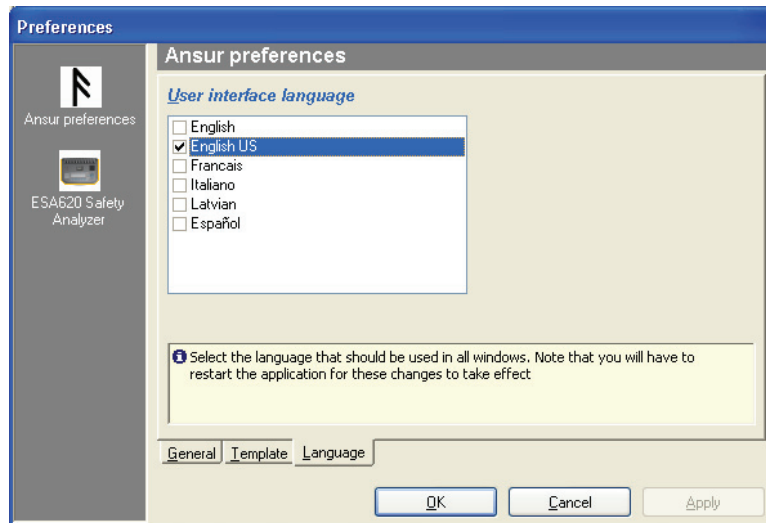 Preferences
Ansur preferences
Ansur preferences
ESA620 Safety
Analyzer
User interface language
English
English US
Francais
Italiano
Latvian
Español
Select the language that should be used in all windows. Note that you will have to
restart the application for these changes to take effect
General Template Language
OK Cancel Apply